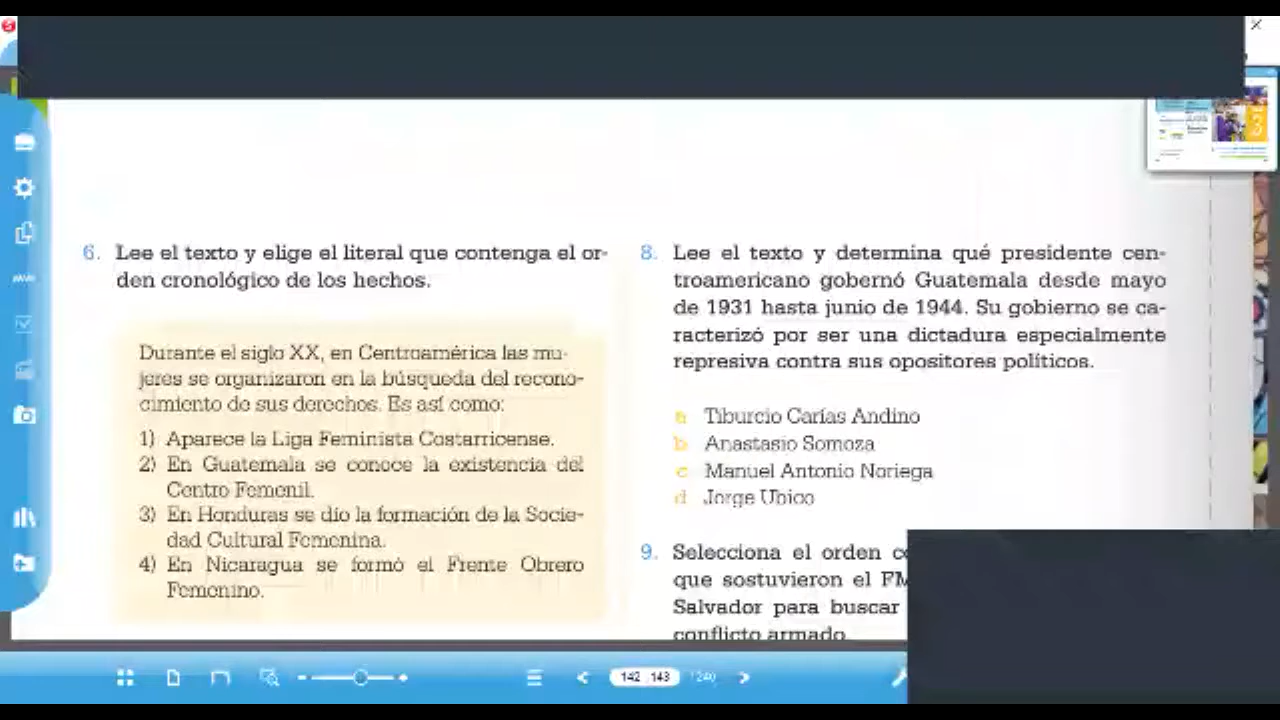 6. Lee el texto y elige el literal que contenga el or-
den cronológico de los hechos.
Durante el siglo XX, en Centroamérica las mu-
jeres se organizaron en la búsqueda del recono-
cimiento de sus derechos. Es así como:
1) Aparece la Liga Feminista Costarricense.
2) En Guatemala se conoce la existencia del
Centro Femenil.
3) En Honduras se dio la formación de la Socie-
dad Cultural Femenina.
4) En Nicaragua se formó el Frente Obrero
Femenino.
8. Lee el texto y determina qué presidente cen-
troamericano gobernó Guatemala desde mayo
de 1931 hasta junio de 1944. Su gobierno se ca-
racterizó por ser una dictadura especialmente
represiva contra sus opositores políticos.
a Tiburcio Carías Andino
b Anastasio Somoza
c Manuel Antonio Noriega
d Jorge Ubico
9. Selecciona el orden
que sostuvieron el
Salvador para buscar
conflicto armado
142 - 143 / 240